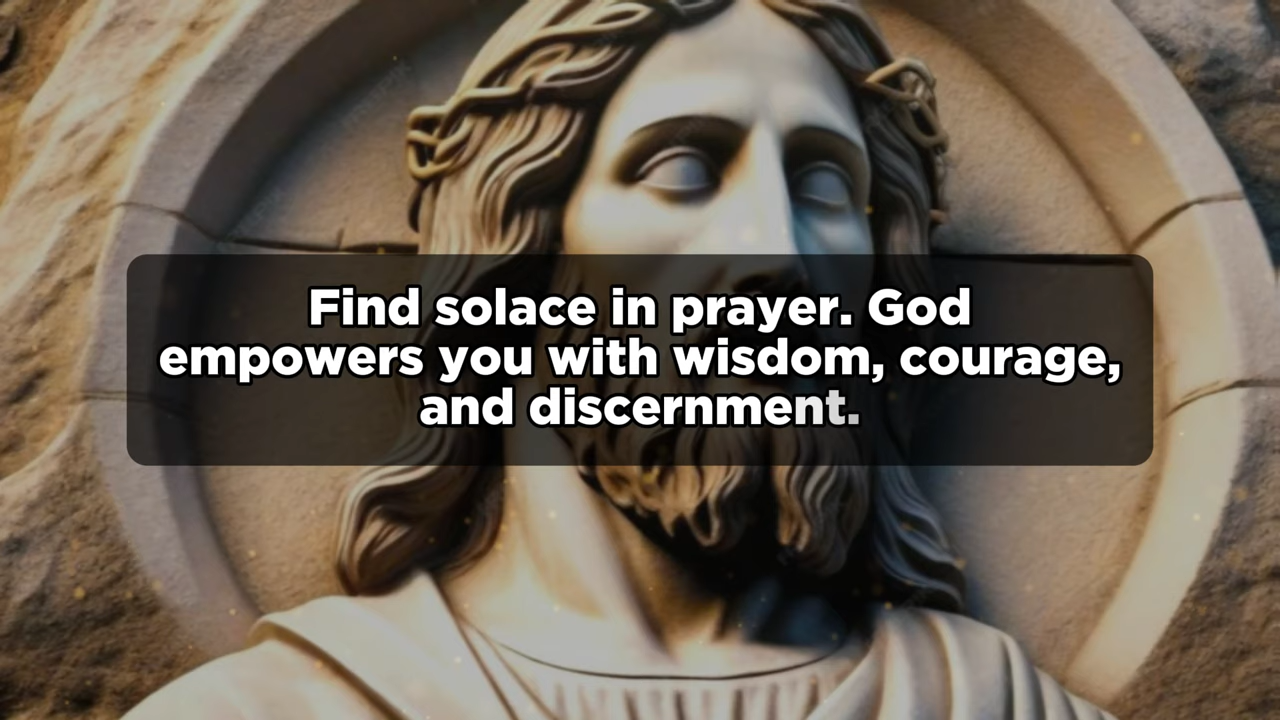 Find solace in prayer. God
empowers you with wisdom, courage,
and discernment.